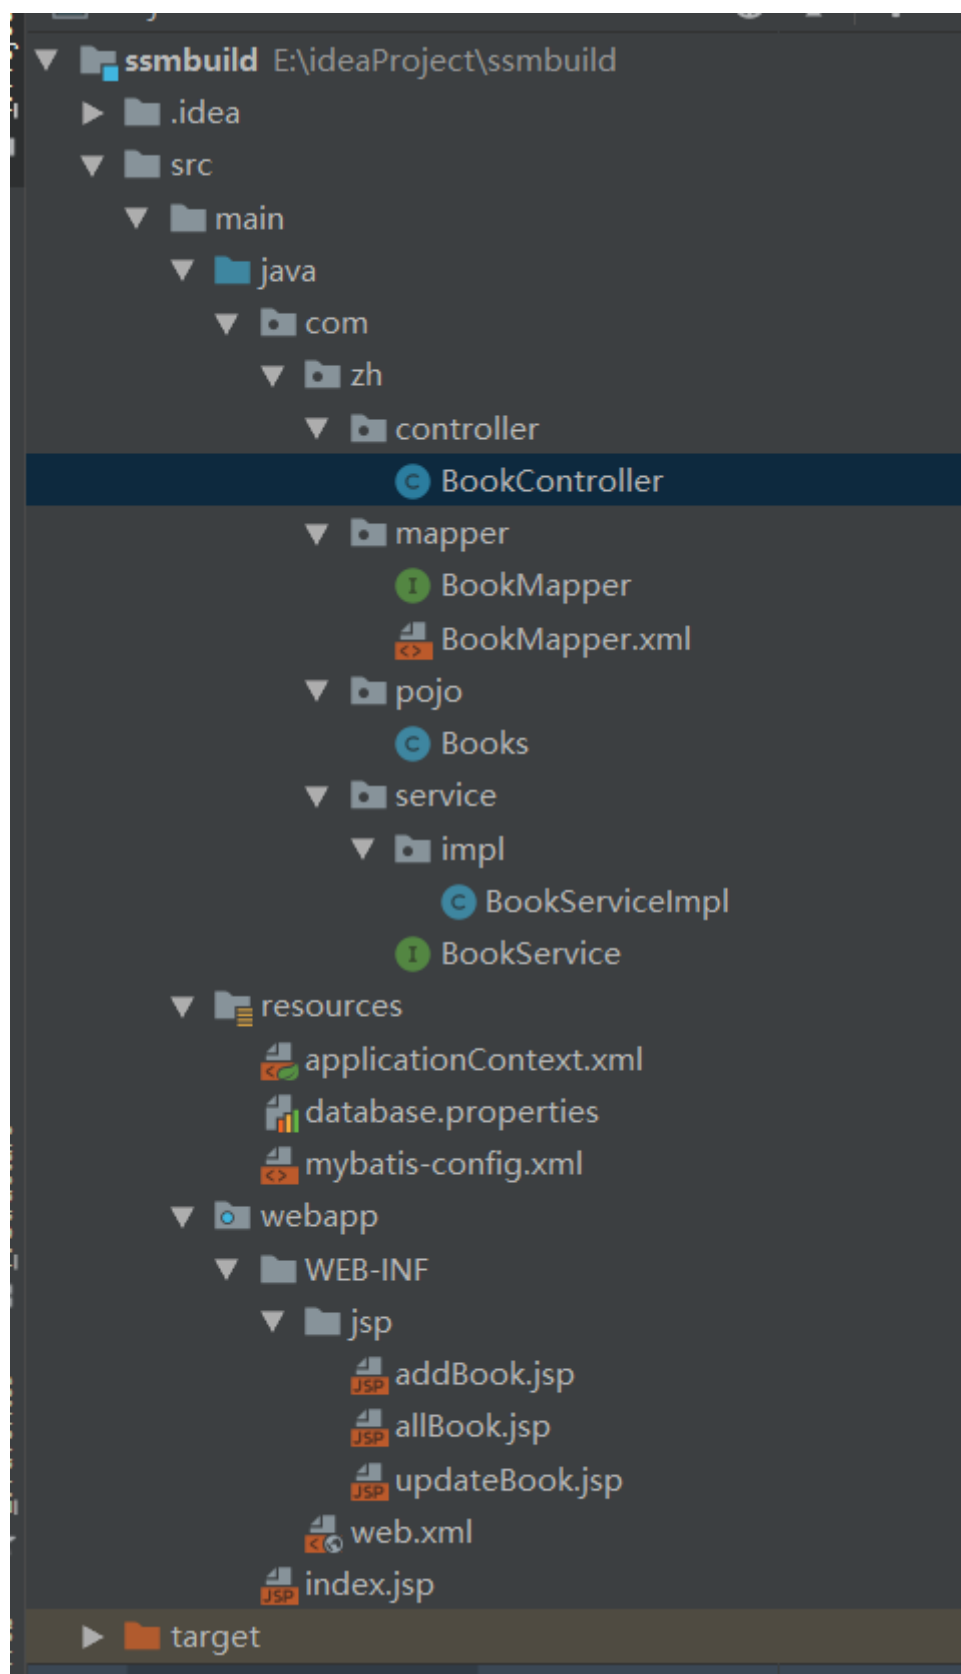 ssmbuild E:\ideaProject\ssmbuild
.idea
src
main
java
com
zh
controller
BookController
mapper
BookMapper
BookMapper.xml
pojo
Books
service
impl
BookServiceImpl
BookService
resources
applicationContext.xml
database.properties
mybatis-config.xml
webapp
WEB-INF
jsp
addBook.jsp
allBook.jsp
updateBook.jsp
web.xml
index.jsp
target